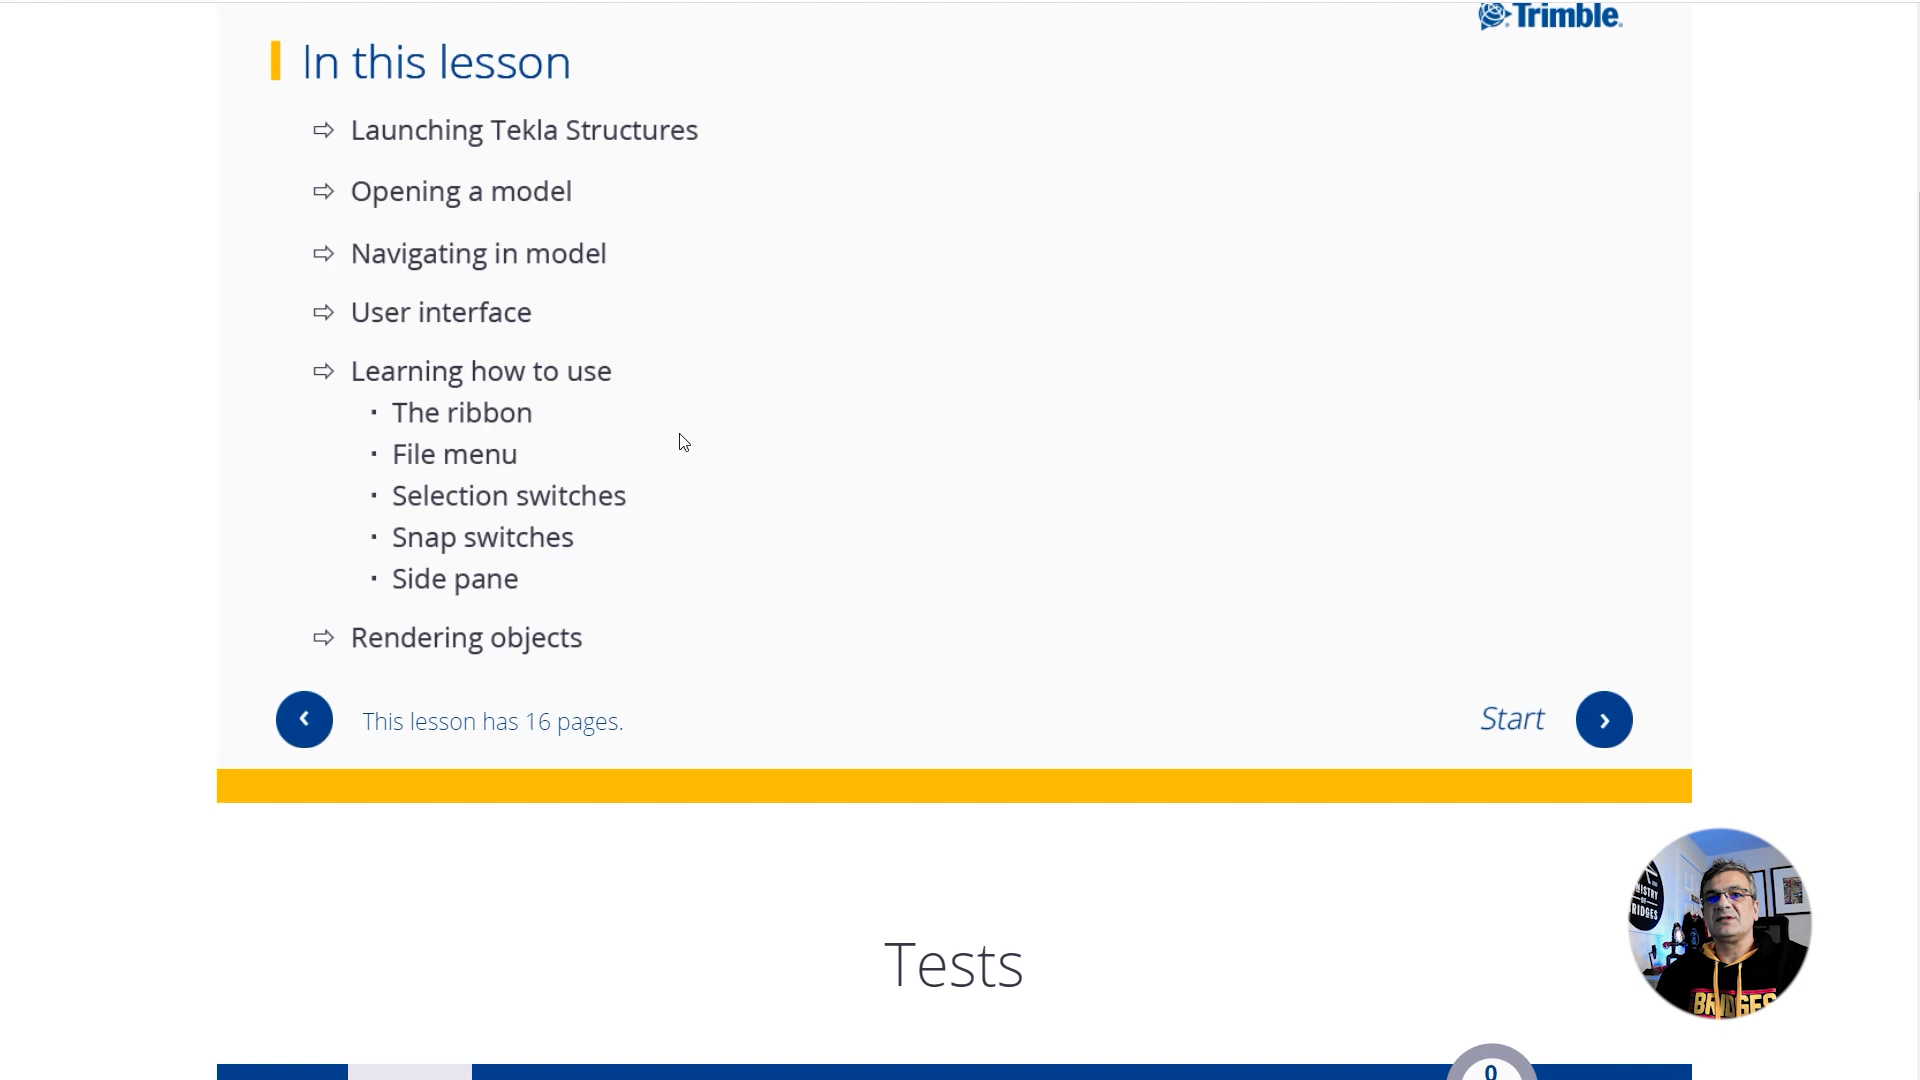 Trimble
In this lesson
Launching Tekla Structures
Opening a model
Navigating in model
User interface
Learning how to use
The ribbon
File menu
Selection switches
Snap switches
Side pane
Rendering objects
This lesson has 16 pages.
Start
Tests
BRIDGES
0